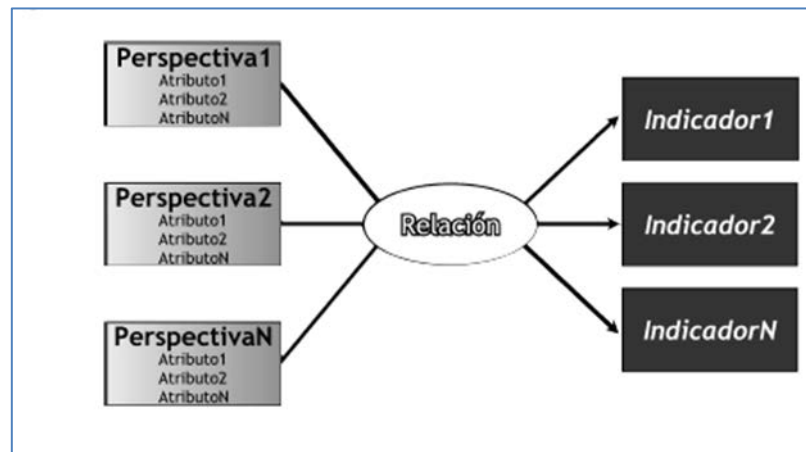 Perspectiva1
Atributo1
Atributo2
AtributoN
Perspectiva2
Atributo1
Atributo2
AtributoN
PerspectivaN
Atributo1
Atributo2
AtributoN
Relación
Indicador1
Indicador2
IndicadorN